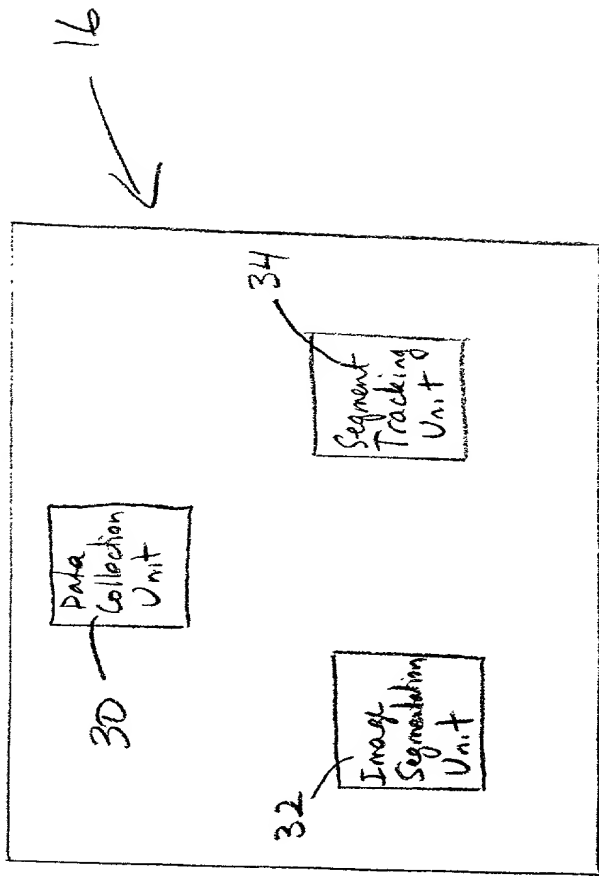 16
30
Data
Collection
Unit
32
Image
Segmentation
Unit
34
Segment
Tracking
Unit